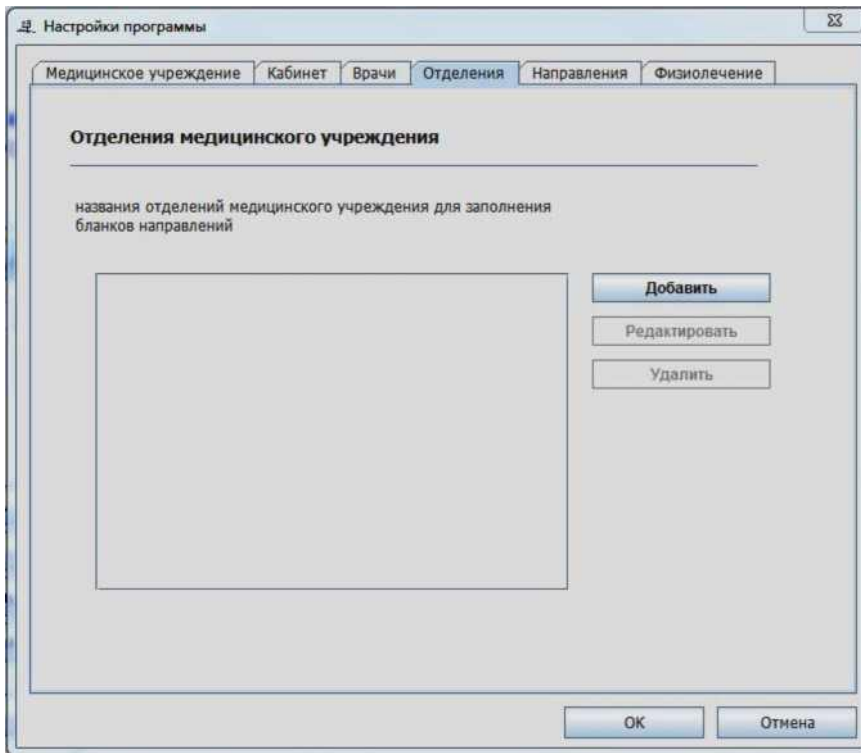 Настройки программы
Медицинское учреждение Кабинет Врачи Отделения Направления Физиолечение
Отделения медицинского учреждения
названия отделений медицинского учреждения для заполнения
бланков направлений
Добавить
Редактировать
Удалить
OK Отмена